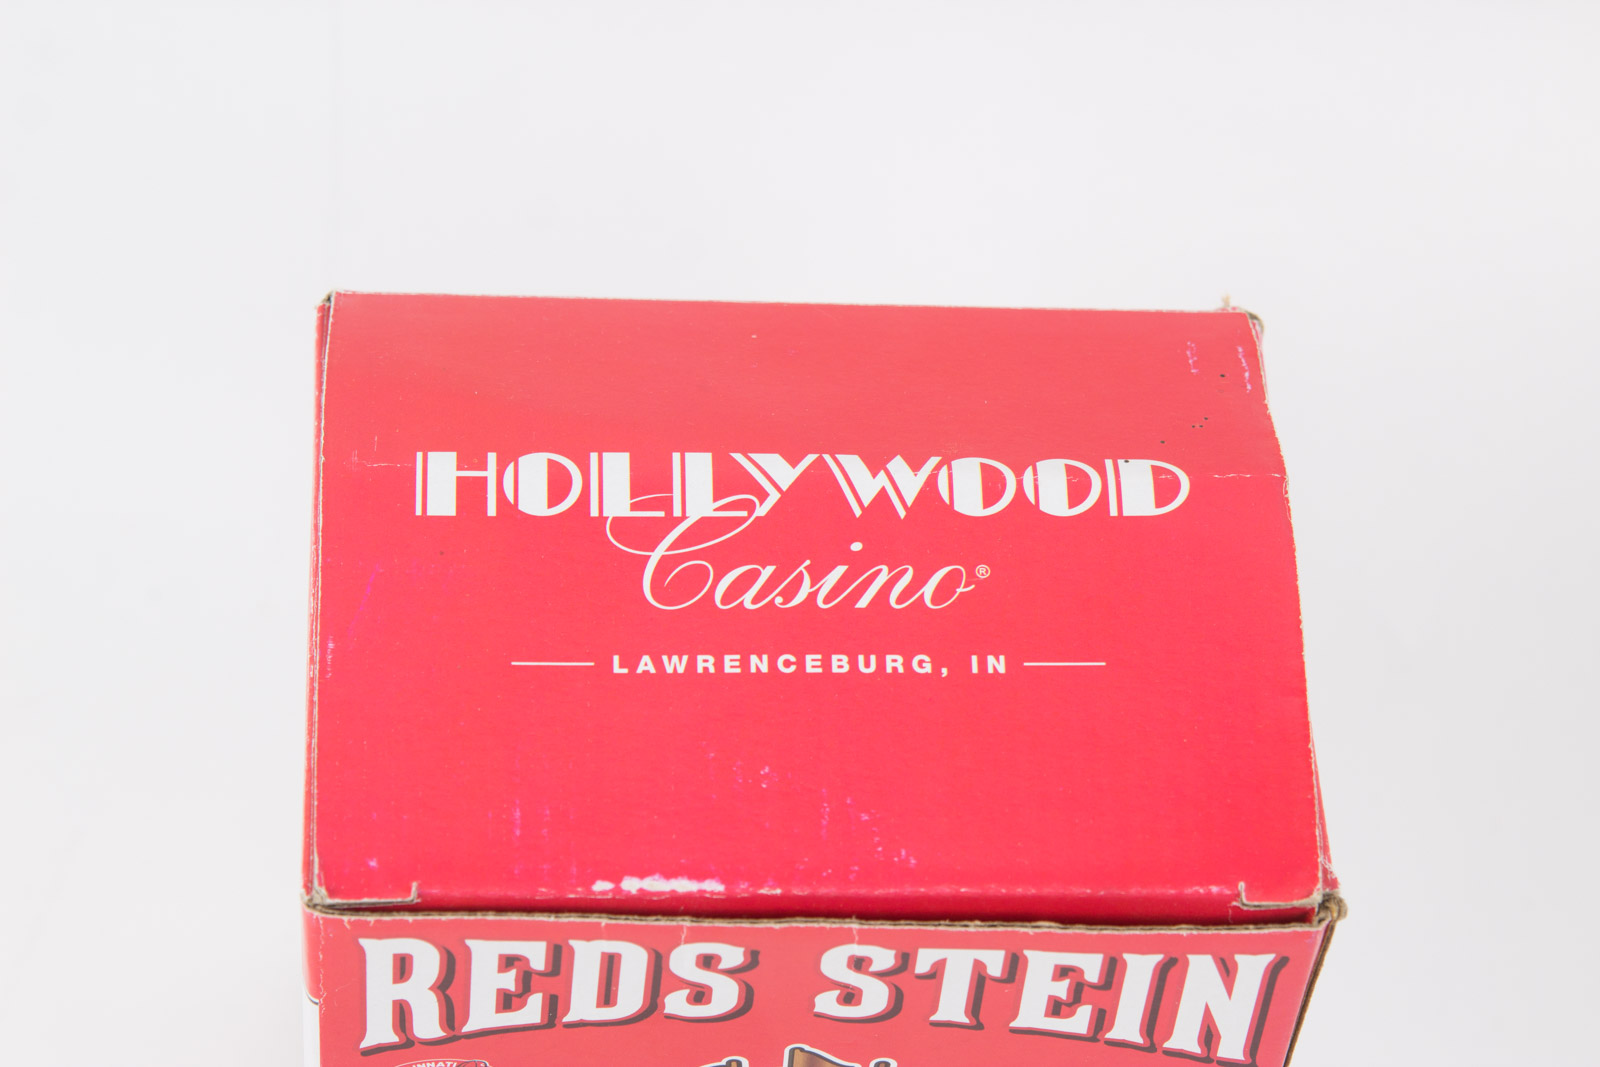 HOLLYWOOD
Casino®
LAWRENCEBURG, IN
REDS STEIN